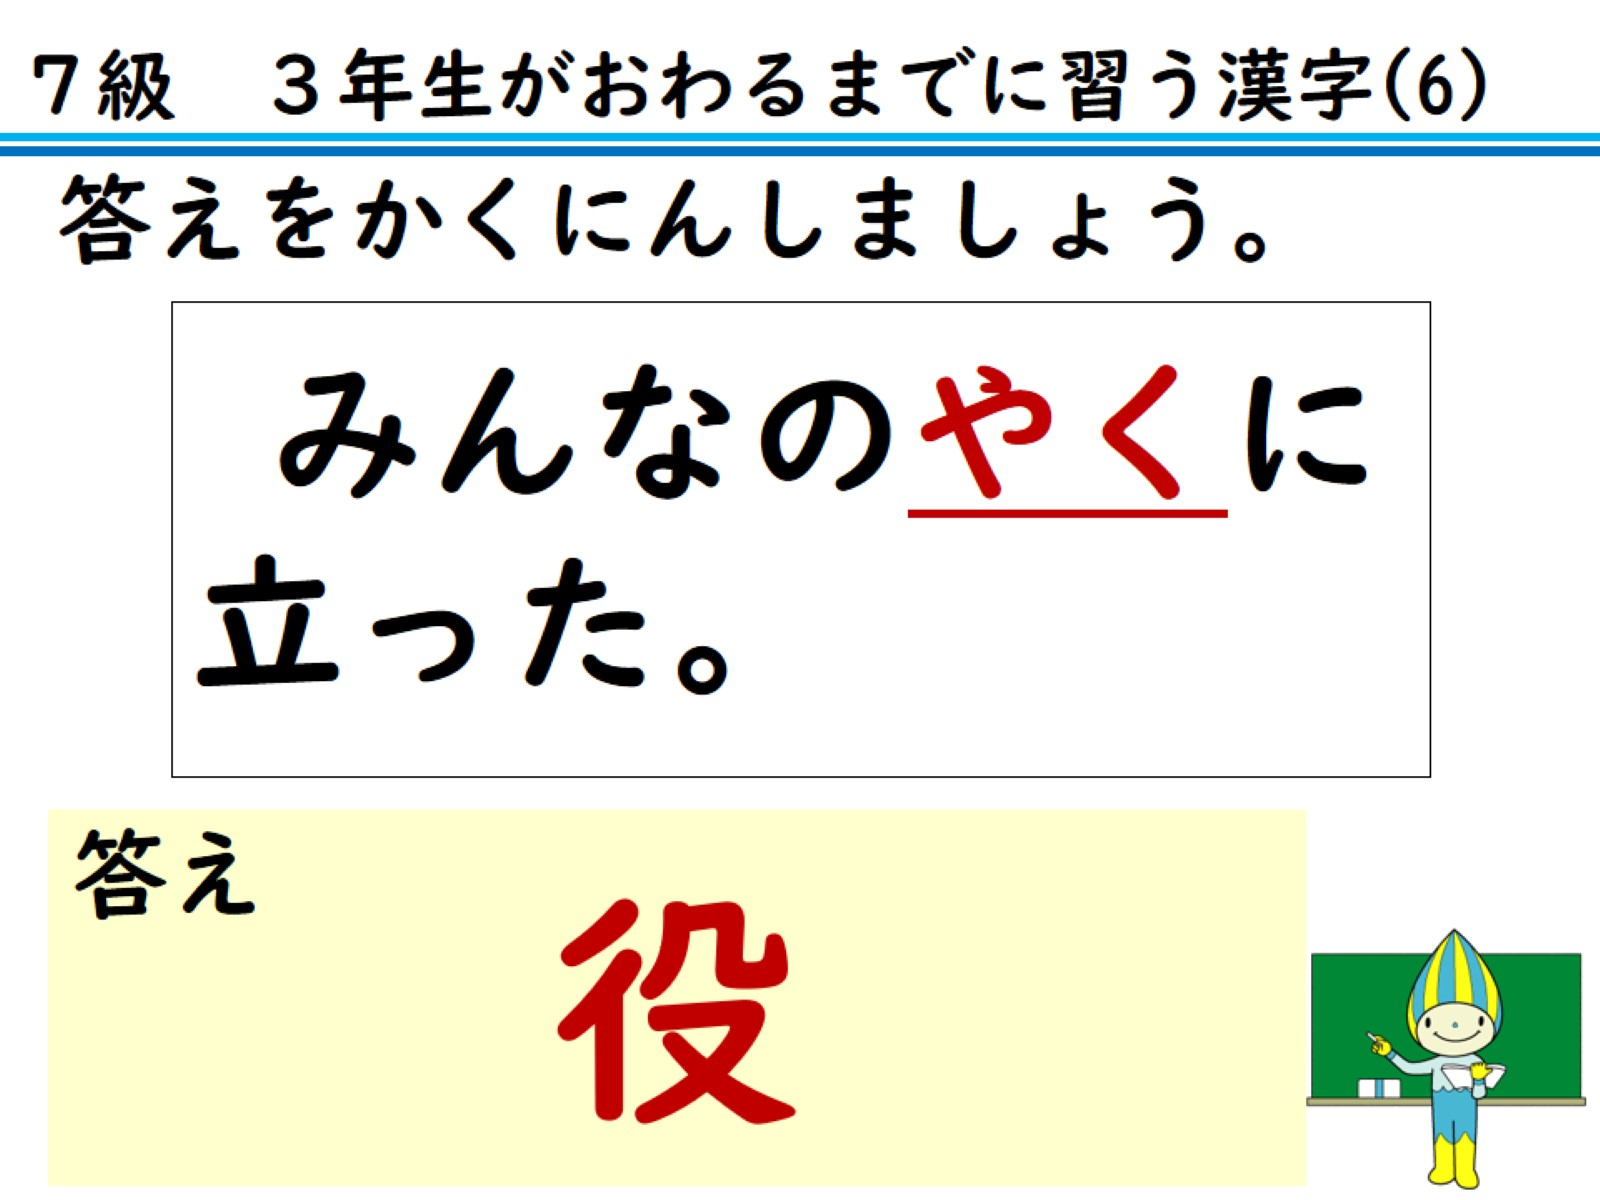 ７級　３年生がおわるまでに習う漢字(6)
答えをかくにんしましょう。
みんなのやくに
立った。
答え
役